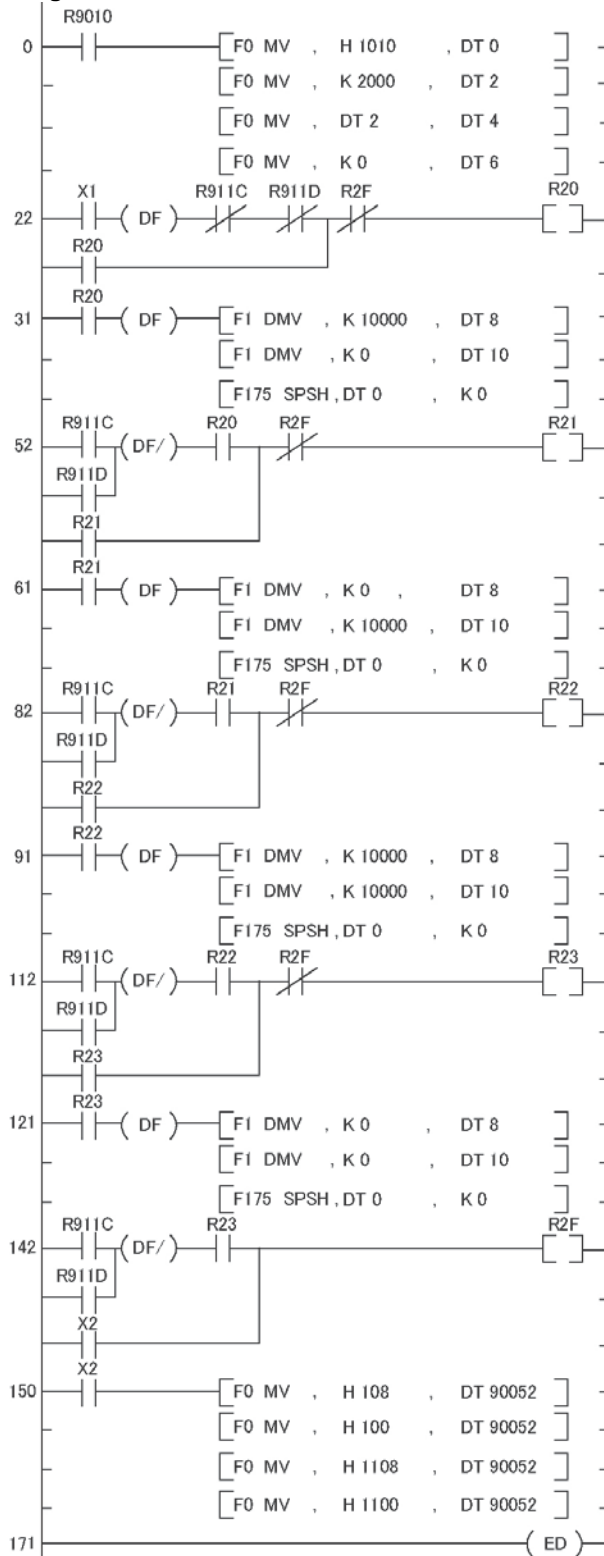 R9010
0 F0 MV , H 1010 , DT 0
F0 MV , K 2000 , DT 2
F0 MV , DT 2 , DT 4
F0 MV , K 0 , DT 6
X1 R911C R911D R2F R20
22 ( DF )
R20
R20
31 ( DF ) F1 DMV , K 10000 , DT 8
F1 DMV , K 0 , DT 10
F175 SPSH , DT 0 , K 0
R911C R20 R2F R21
52 ( DF/ )
R911D
R21
R21
61 ( DF ) F1 DMV , K 0 , DT 8
F1 DMV , K 10000 , DT 10
F175 SPSH , DT 0 , K 0
R911C R21 R2F R22
82 ( DF/ )
R911D
R22
R22
91 ( DF ) F1 DMV , K 10000 , DT 8
F1 DMV , K 10000 , DT 10
F175 SPSH , DT 0 , K 0
R911C R22 R2F R23
112 ( DF/ )
R911D
R23
R23
121 ( DF ) F1 DMV , K 0 , DT 8
F1 DMV , K 0 , DT 10
F175 SPSH , DT 0 , K 0
R911C R23 R2F
142 ( DF/ )
R911D
X2
X2
150 F0 MV , H 108 , DT 90052
F0 MV , H 100 , DT 90052
F0 MV , H 1108 , DT 90052
F0 MV , H 1100 , DT 90052
171 ( ED )